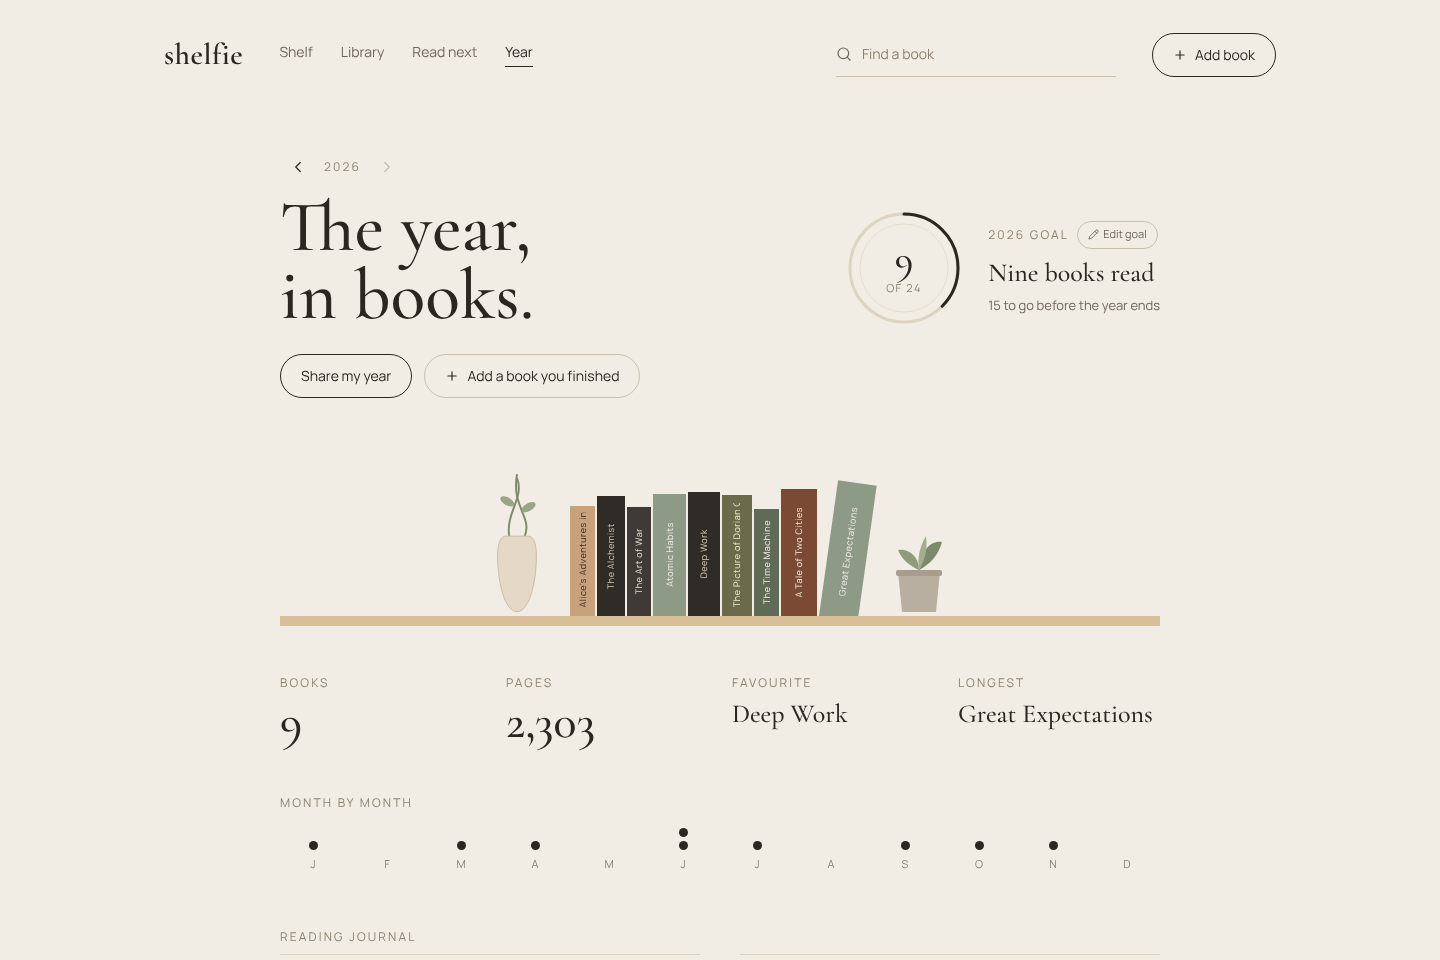 shelfie
Shelf
Library
Read next
Year
Find a book
Add book
2026
The year,
in books.
9
OF 24
2026 GOAL
Edit goal
Nine books read
15 to go before the year ends
Share my year
Add a book you finished
Alice's Adventures in
The Alchemist
The Art of War
Atomic Habits
Deep Work
The Picture of Dorian
The Time Machine
A Tale of Two Cities
Great Expectations
BOOKS
9
PAGES
2,303
FAVOURITE
Deep Work
LONGEST
Great Expectations
MONTH BY MONTH
J F M A M J J A S O N D
READING JOURNAL